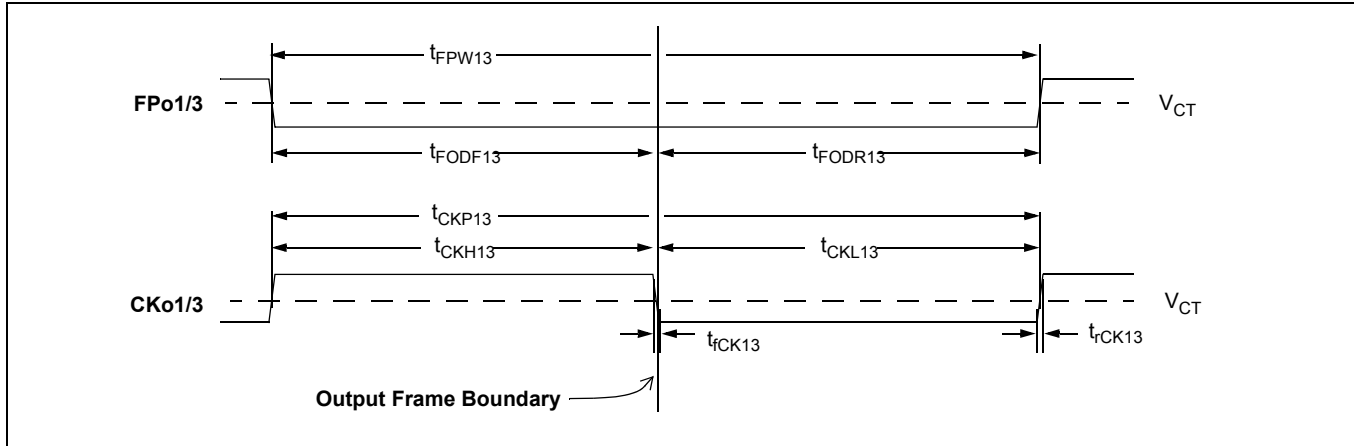 tFPW13
FPo1/3
VCT
tFODF13
tFODR13
tCKP13
tCKH13
tCKL13
CKo1/3
VCT
tfCK13
trCK13
Output Frame Boundary